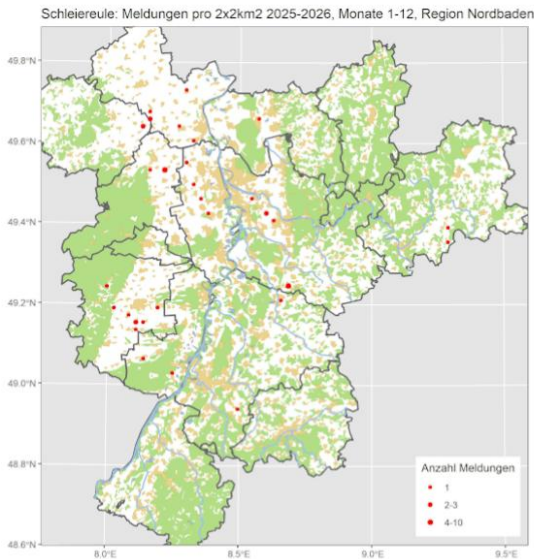 Schleiereule: Meldungen pro 2x2km2 2025-2026, Monate 1-12, Region Nordbaden
49.8°N
49.6°N
49.4°N
49.2°N
49.0°N
48.8°N
48.6°N
8.0°E
8.5°E
9.0°E
9.5°E
Anzahl Meldungen
1
2-3
4-10